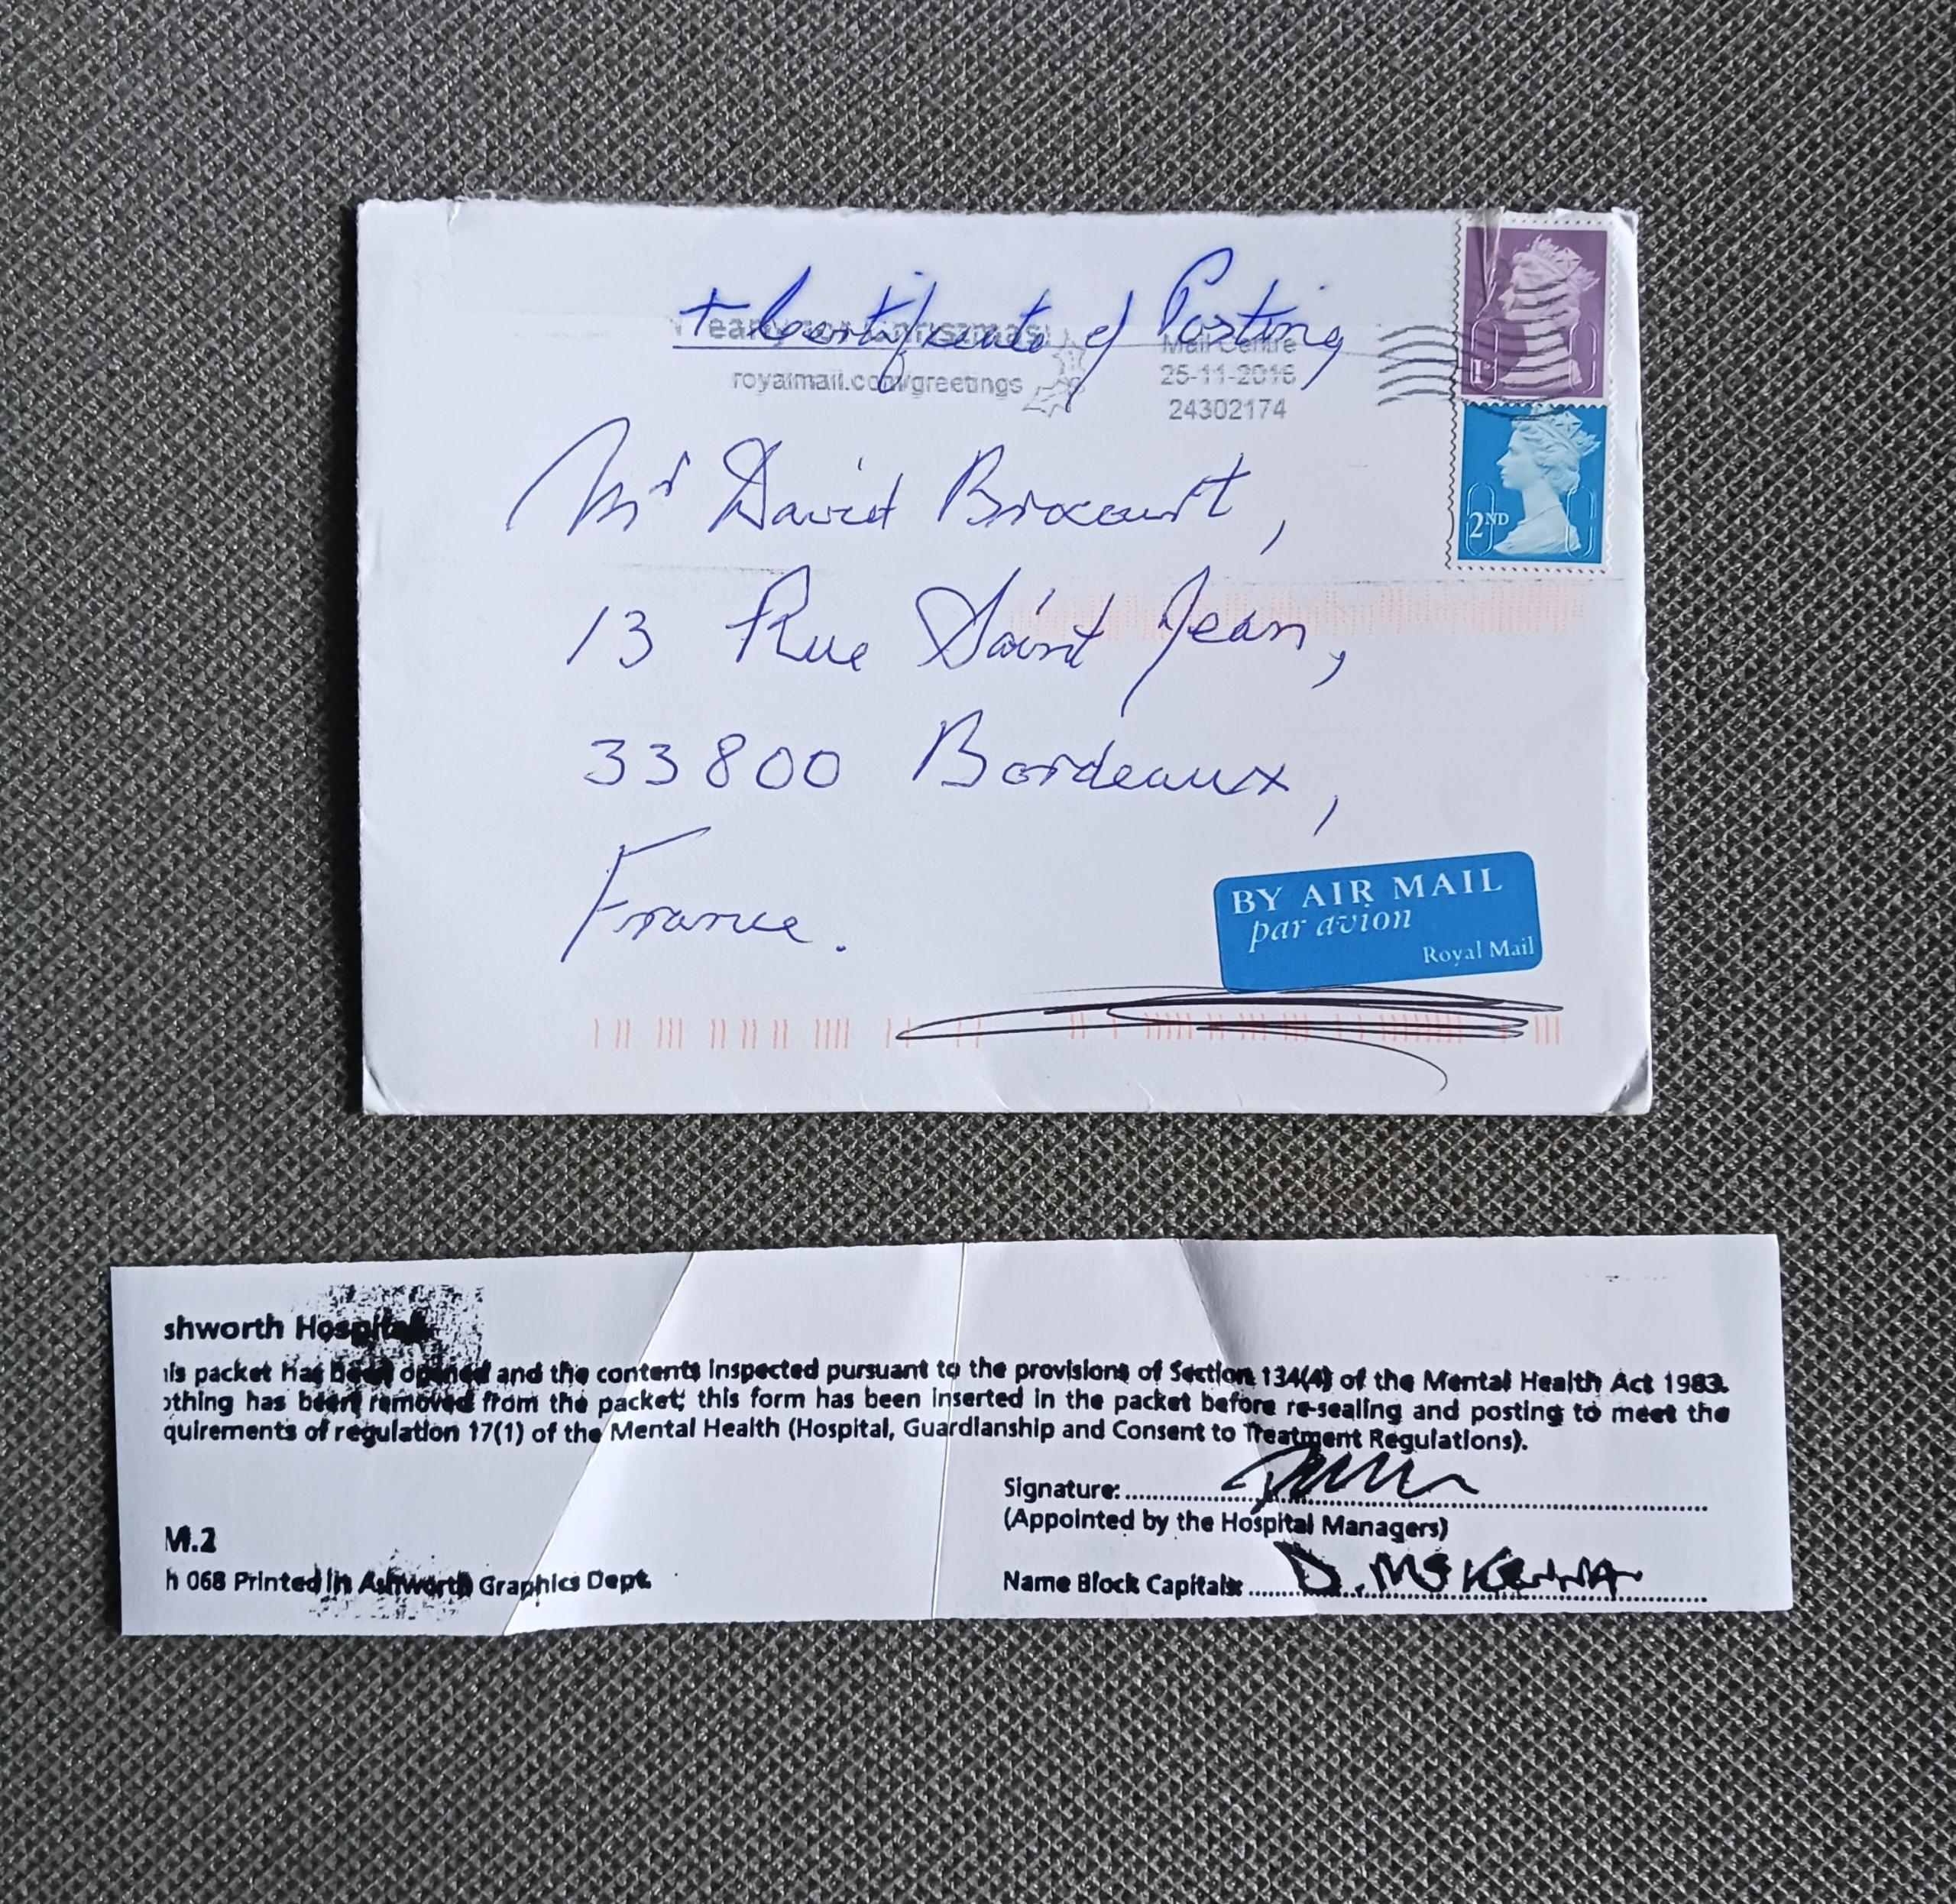 + Certificate of Posting
early for Christmas
royalmail.com/greetings
Mail Centre
25-11-2016
24302174
1
2ND
Mr David Brocourt,
13 Rue Saint Jean,
33800 Bordeaux,
France.
BY AIR MAIL
par avion
Royal Mail
shworth Hospital
is packet has been opened and the contents inspected pursuant to the provisions of Section 134(4) of the Mental Health Act 1983.
othing has been removed from the packet; this form has been inserted in the packet before re-sealing and posting to meet the
quirements of regulation 17(1) of the Mental Health (Hospital, Guardianship and Consent to Treatment Regulations).
Signature:
(Appointed by the Hospital Managers)
M.2
h 068 Printed in Ashworth Graphics Dept.
Name Block Capitals: D. McKENNA